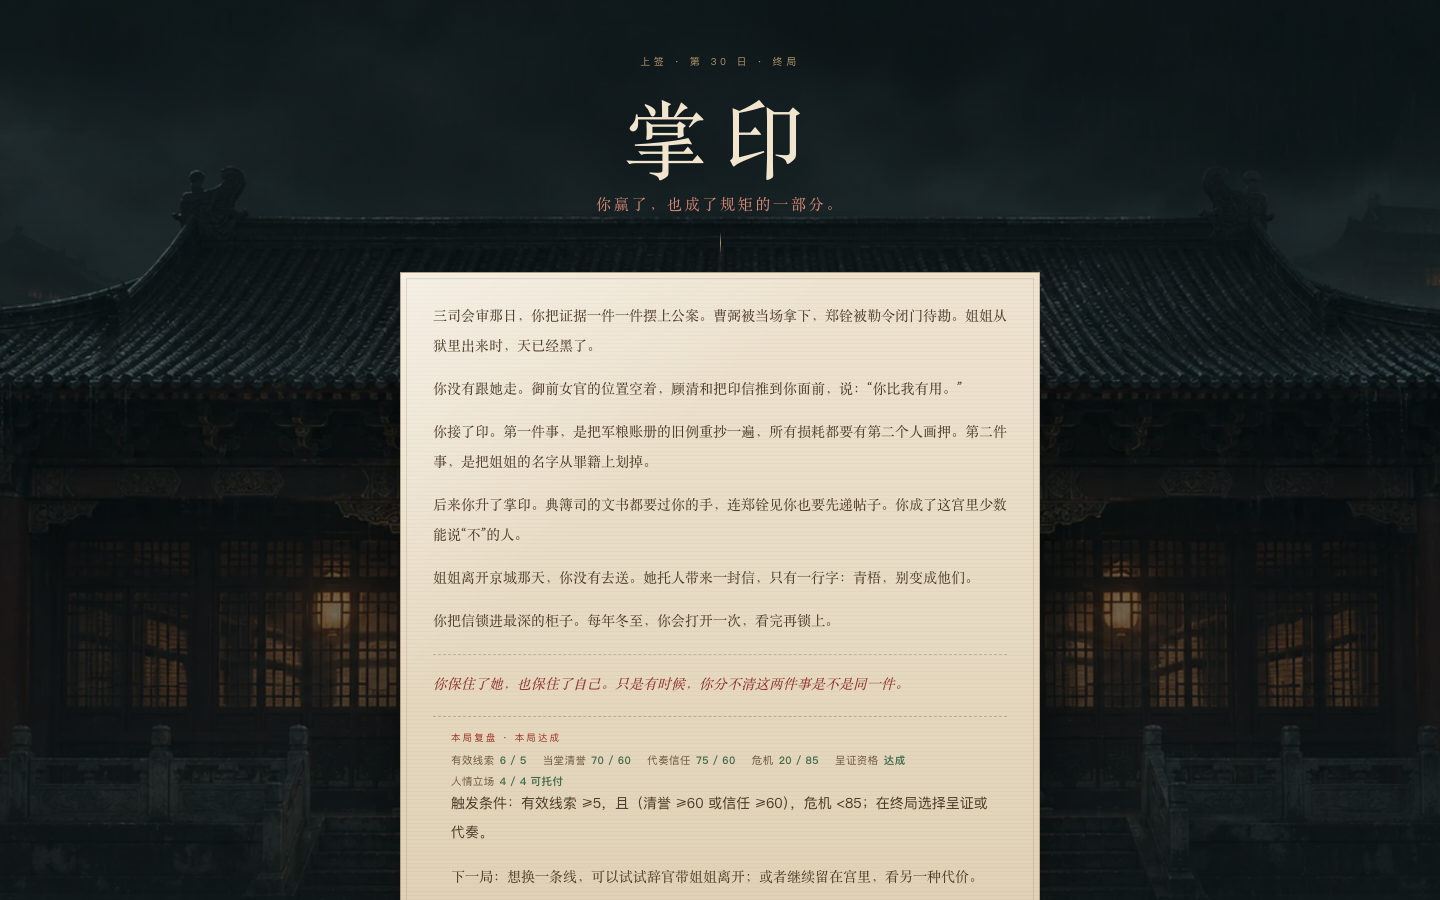 上签 · 第 30 日 · 终局
掌印
你赢了，也成了规矩的一部分。
三司会审那日，你把证据一件一件摆上公案。曹弼被当场拿下，郑铨被勒令闭门待勘。姐姐从
狱里出来时，天已经黑了。
你没有跟她走。御前女官的位置空着，顾清和把印信推到你面前，说：“你比我有用。”
你接了印。第一件事，是把军粮账册的旧例重抄一遍，所有损耗都要有第二个人画押。第二件
事，是把姐姐的名字从罪籍上划掉。
后来你升了掌印。典簿司的文书都要过你的手，连郑铨见你也要先递帖子。你成了这宫里少数
能说“不”的人。
姐姐离开京城那天，你没有去送。她托人带来一封信，只有一行字：青梧，别变成他们。
你把信锁进最深的柜子。每年冬至，你会打开一次，看完再锁上。
你保住了她，也保住了自己。只是有时候，你分不清这两件事是不是同一件。
本局复盘 · 本局达成
有效线索 6 / 5 当堂清誉 70 / 60 代奏信任 75 / 60 危机 20 / 85 呈证资格 达成
人情立场 4 / 4 可托付
触发条件：有效线索 ≥5，且（清誉 ≥60 或信任 ≥60），危机 <85；在终局选择呈证或
代奏。
下一局：想换一条线，可以试试辞官带姐姐离开；或者继续留在宫里，看另一种代价。